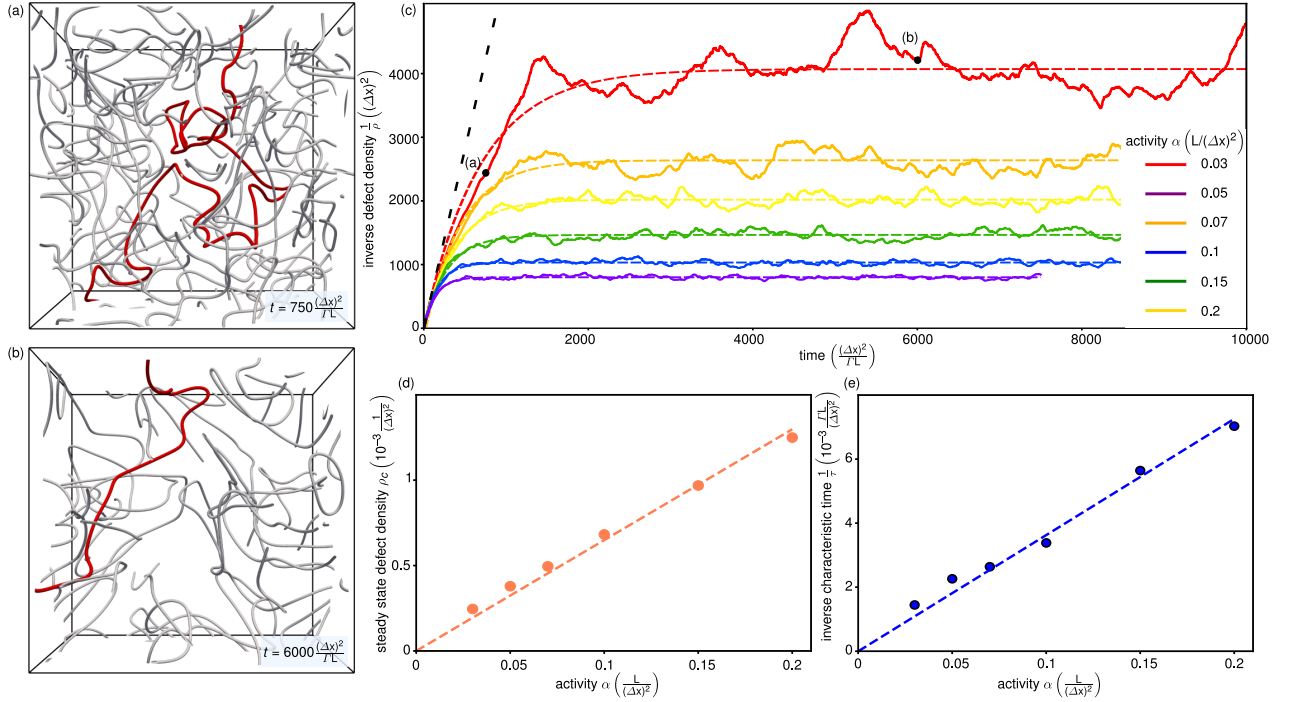 (a)
t = 750 (Δx)²/ΓL
(b)
t = 6000 (Δx)²/ΓL
(c)
inverse defect density 1/ρ ((Δx)²)
4000
3000
2000
1000
0
(a)
(b)
0
2000
4000
6000
8000
10000
time ((Δx)²/ΓL)
activity α (L/(Δx)²)
0.03
0.05
0.07
0.1
0.15
0.2
(d)
steady state defect density ρc (10⁻³ 1/(Δx)²)
1
0.5
0
0
0.05
0.1
0.15
0.2
activity α (L/(Δx)²)
(e)
inverse characteristic time 1/τ (10⁻³ ΓL/(Δx)²)
6
4
2
0
0
0.05
0.1
0.15
0.2
activity α (L/(Δx)²)